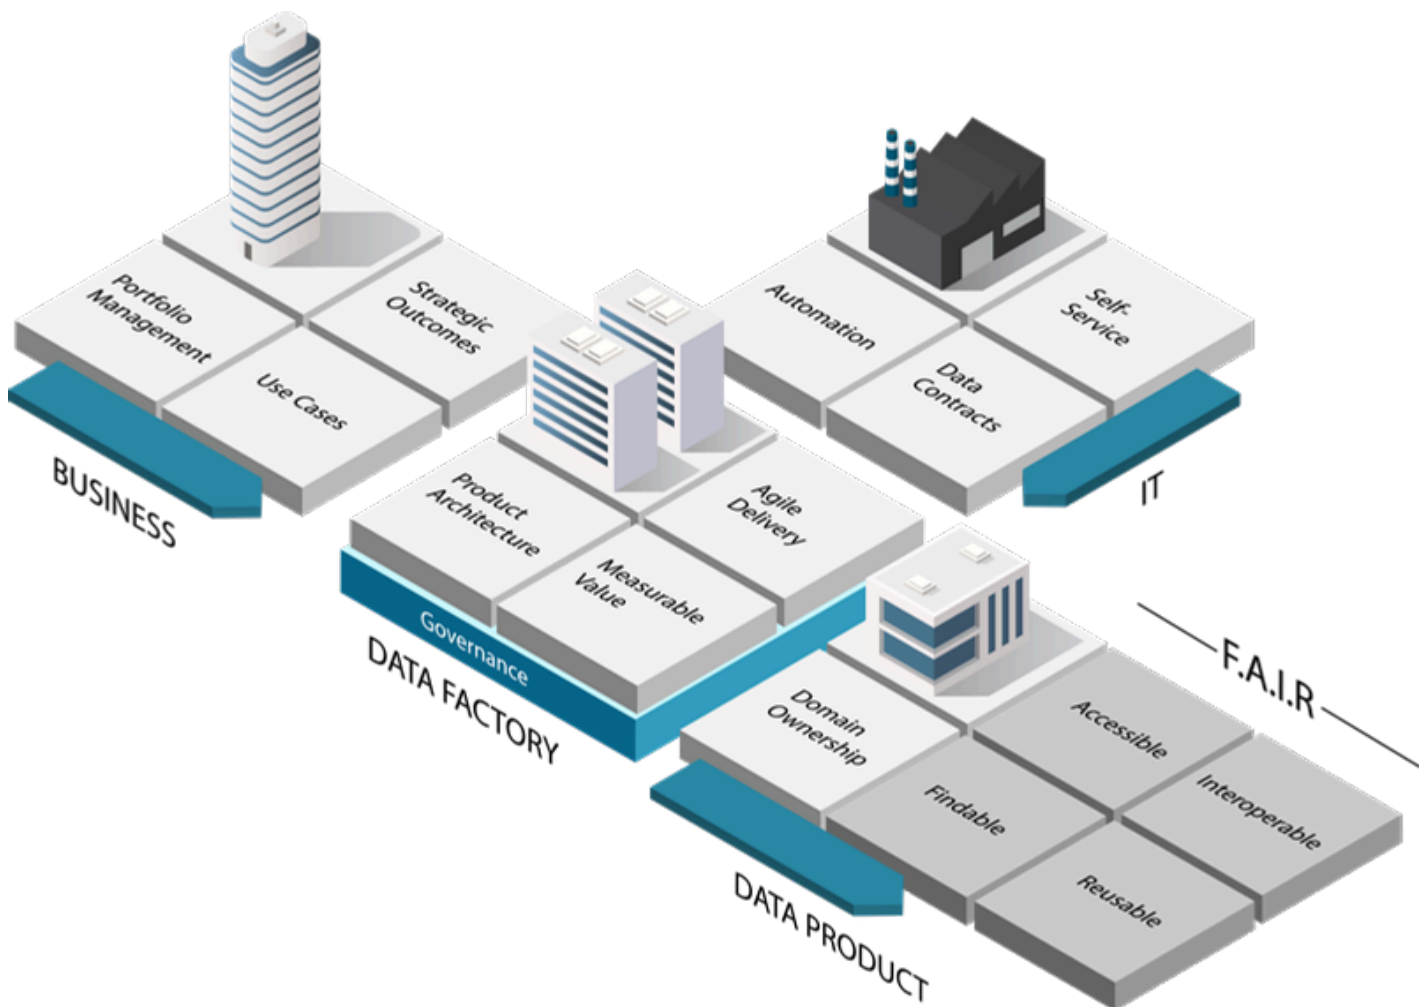 Portfolio
Management
Strategic
Outcomes
Use Cases
BUSINESS
Automation
Self-
Service
Data
Contracts
IT
Product
Architecture
Agile
Delivery
Measurable
Value
Governance
DATA FACTORY
Domain
Ownership
Accessible
Findable
Interoperable
Reusable
F.A.I.R
DATA PRODUCT